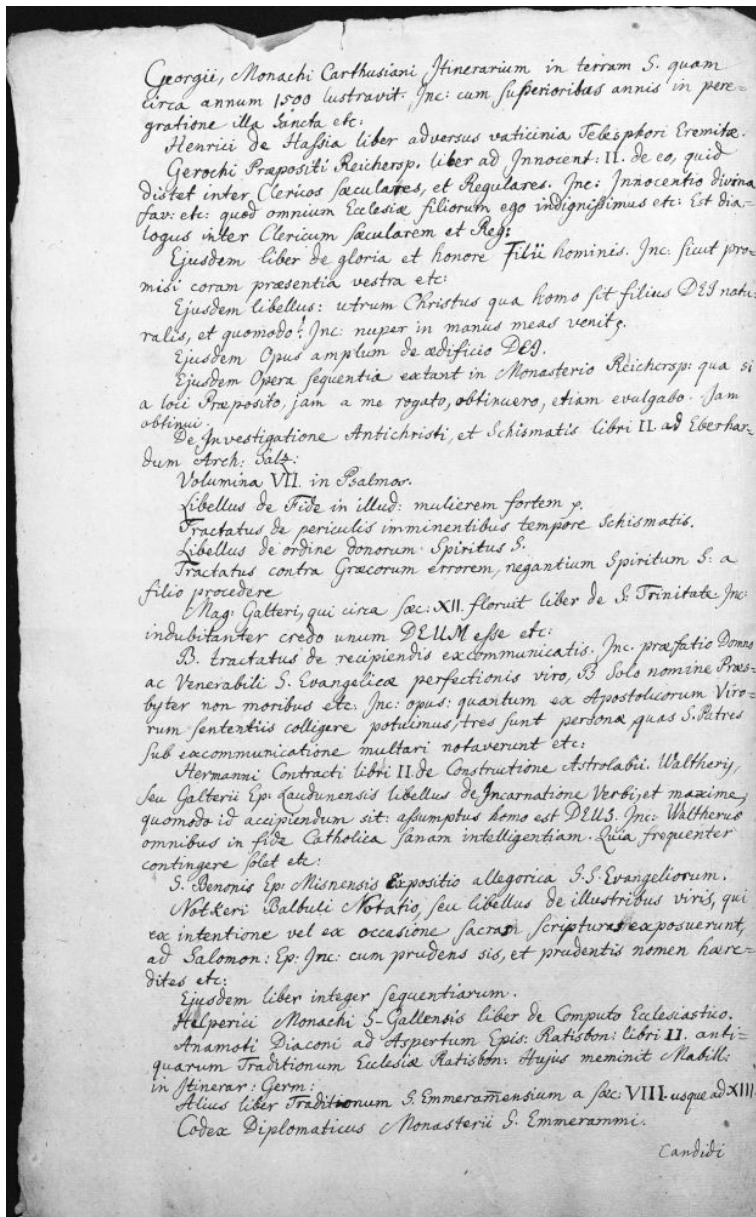 Georgii, Monachi Carthusiani Itinerarium in terram S. quam
circa annum 1500 lustravit. Inc: cum superioribus annis in pere=
gratione illa sancta etc:
Henrici de Hassia liber adversus vaticinia Telesphori Eremitæ.
Gerochi Præpositi Reichersp. liber ad Innocent: II. de eo, quid
distet inter Clericos sæculares, et Regulares. Inc: Innocentio divina
fav: etc: quod omnium Ecclesiæ filiorum ego indignissimus etc: Est dia=
logus inter Clericum sæcularem et Reg:
Ejusdem liber de gloria et honore Filii hominis. Inc: sicut pro=
misi coram præsentia vestra etc:
Ejusdem libellus: utrum Christus qua homo sit filius DEI natu=
ralis, et quomodo? Inc: nuper in manus meas venit
Ejusdem Opus amplum de ædificio DEI.
Ejusdem Opera sequentia extant in Monasterio Reichersp: qua si
a loci Præposito, jam a me rogato, obtinuero, etiam evulgabo. Jam
obtinui.
De Investigatione Antichristi, et Schismatis libri II. ad Eberhar=
dum Arch: Salz:
Volumina VII. in Psalmos.
Libellus de Fide in illud: mulierem fortem
Tractatus de periculis imminentibus tempore Schismatis.
Libellus de ordine donorum Spiritus S.
Tractatus contra Græcorum errorem, negantium Spiritum S: a
filio procedere
Mag: Galteri, qui circa sæc: XII. floruit liber de S: Trinitate Inc:
indubitanter credo unum DEUM esse etc:
B. tractatus de recipiendis excommunicatis. Inc. præfatio Domno
ac Venerabili S. Evangelicæ perfectionis viro, B solo nomine Præs=
byter non moribus etc: Inc: opus: quantum ex Apostolicorum Viro=
rum sententiis colligere potuimus, tres sunt personæ, quas S. Patres
sub excommunicatione multari notaverunt etc:
Hermanni Contracti libri II. de Constructione Astrolabii. Waltherii,
seu Galterii Ep: Laudunensis libellus de Incarnatione Verbi, et maxime,
quomodo id accipiendum sit: assumptus homo est DEUS. Inc: Waltherus
omnibus in fide Catholica sanam intelligentiam. Quia frequenter
contingere solet etc:
S. Benonis Ep: Misnensis Expositio allegorica S.S. Evangeliorum.
Notkeri Balbuli Notatio, seu libellus de illustribus viris, qui
ex intentione vel ex occasione sacram scripturas exposuerunt,
ad Salomon: Ep: Inc: cum prudens sis, et prudentis nomen hære=
dites etc:
Ejusdem liber integer sequentiarum.
Helperici Monachi S-Gallensis liber de Computo Ecclesiastico.
Anamoti Diaconi ad Aspertum Epis: Ratisbon: libri II. anti=
quarum Traditionum Ecclesiæ Ratisbon: Hujus meminit Mabill:
in Itinerar: Germ:
Alius liber Traditionum S. Emmeramensium a sæc: VIII. usque ad XIII.
Codex Diplomaticus Monasterii S. Emmerammi.
Candidi